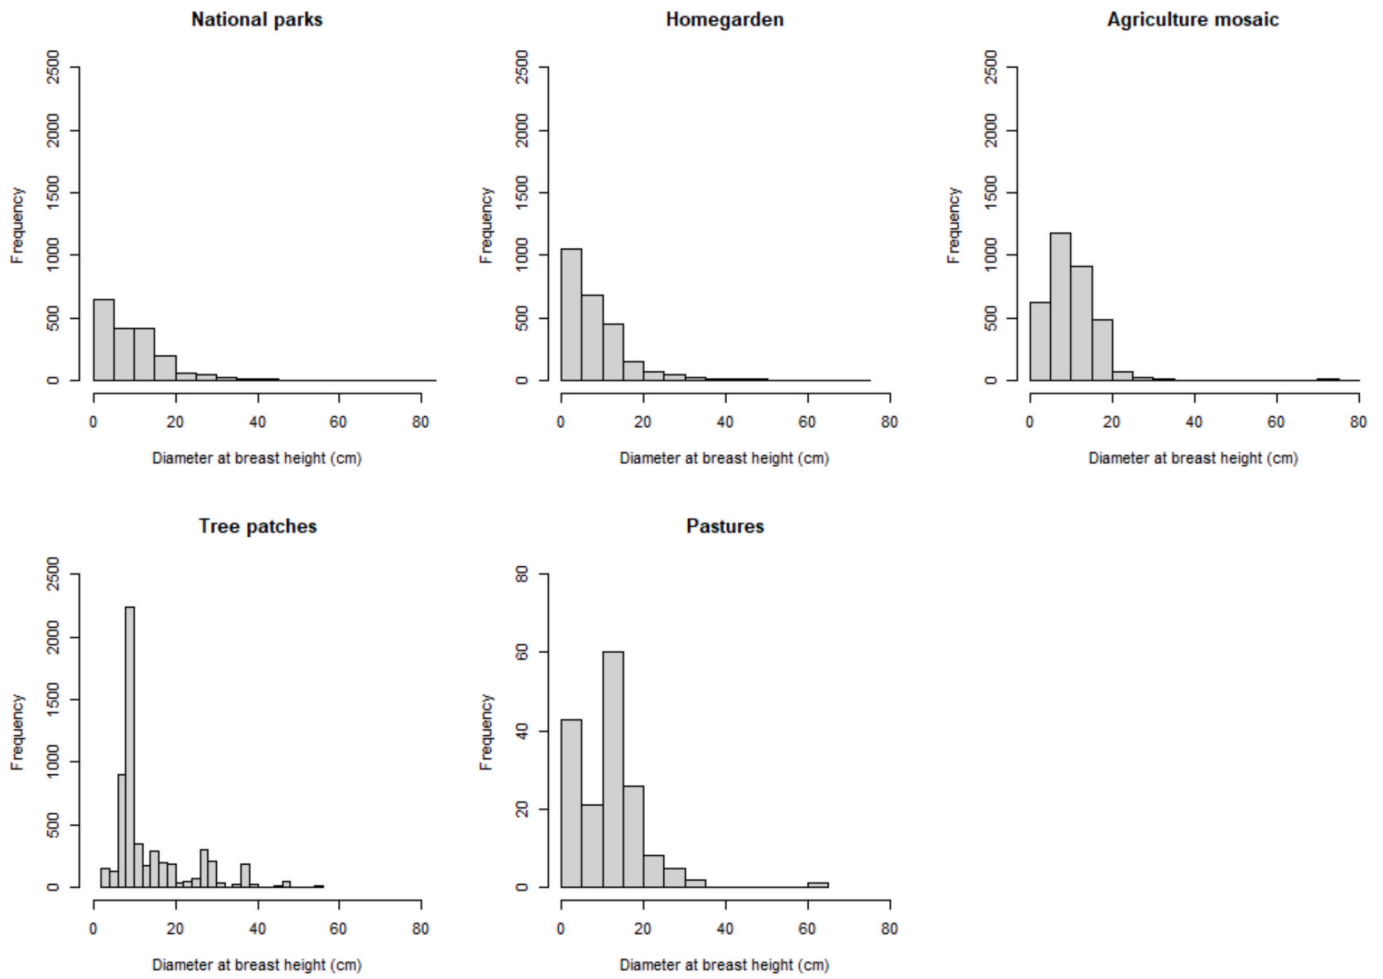 National parks
Homegarden
Agriculture mosaic
Frequency
0 500 1000 1500 2000 2500
0 20 40 60 80
Diameter at breast height (cm)
Frequency
0 500 1000 1500 2000 2500
0 20 40 60 80
Diameter at breast height (cm)
Frequency
0 500 1000 1500 2000 2500
0 20 40 60 80
Diameter at breast height (cm)
Tree patches
Pastures
Frequency
0 500 1000 1500 2000 2500
0 20 40 60 80
Diameter at breast height (cm)
Frequency
0 20 40 60 80
0 20 40 60 80
Diameter at breast height (cm)